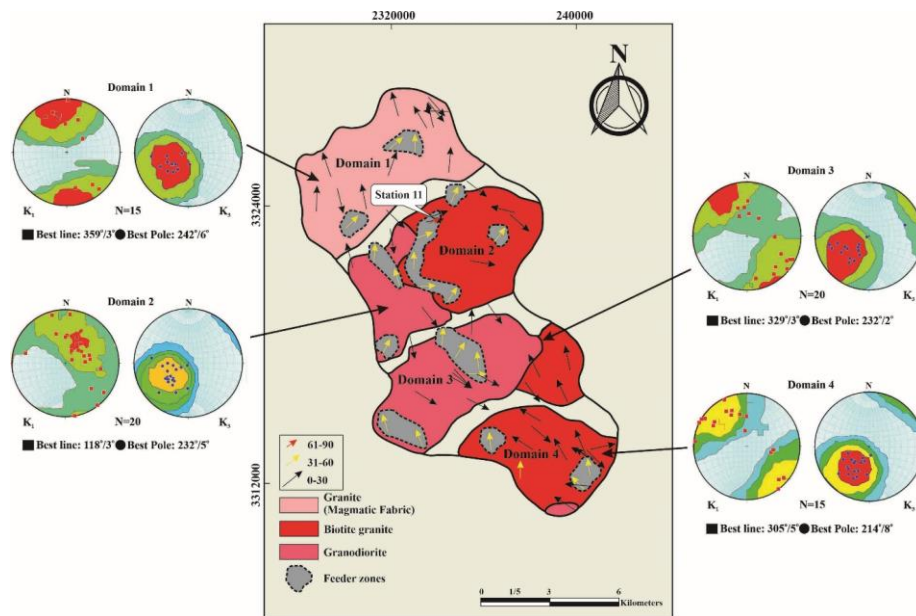 2320000 240000
N
3324000
3312000
Domain 1
N
K₁ N=15 K₃
Best line: 359°/3° Best Pole: 242°/6°
Domain 2
N
K₁ N=20 K₃
Best line: 118°/3° Best Pole: 232°/5°
Domain 1
Station 11
Domain 2
Domain 3
Domain 4
Domain 3
N
K₁ N=20 K₃
Best line: 329°/3° Best Pole: 232°/2°
Domain 4
N
K₁ N=15 K₃
Best line: 305°/5° Best Pole: 214°/8°
61-90
31-60
0-30
Granite
(Magmatic Fabric)
Biotite granite
Granodiorite
Feeder zones
0 1/5 3 6
Kilometers